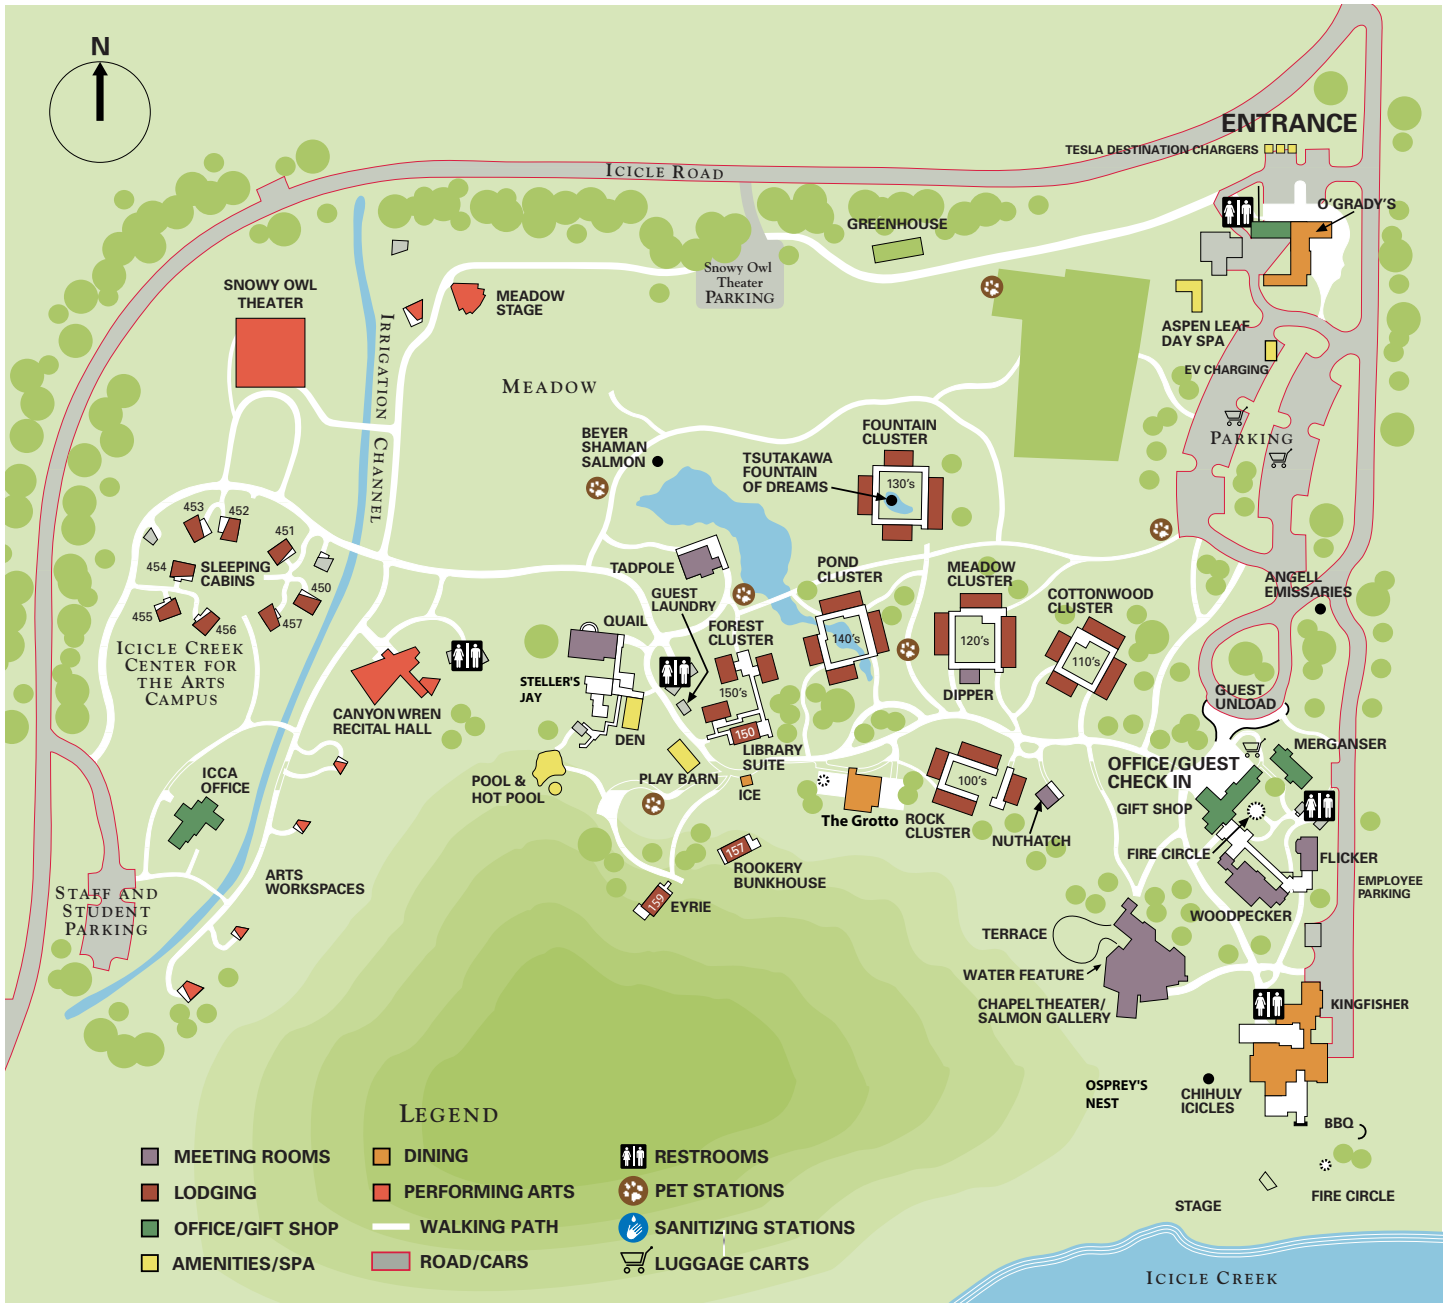 N
ENTRANCE
TESLA DESTINATION CHARGERS
ICICLE ROAD
O'GRADY'S
GREENHOUSE
Snowy Owl
Theater
PARKING
SNOWY OWL
THEATER
MEADOW
STAGE
IRRIGATION CHANNEL
ASPEN LEAF
DAY SPA
EV CHARGING
MEADOW
PARKING
BEYER
SHAMAN
SALMON
TSUTAKAWA
FOUNTAIN
OF DREAMS
FOUNTAIN
CLUSTER
130's
453
452
451
454
SLEEPING
CABINS
450
455
456
457
TADPOLE
GUEST
LAUNDRY
POND
CLUSTER
140's
MEADOW
CLUSTER
120's
COTTONWOOD
CLUSTER
110's
ANGELL
EMISSARIES
QUAIL
FOREST
CLUSTER
150's
150
STELLER'S
JAY
DEN
DIPPER
GUEST
UNLOAD
ICICLE CREEK
CENTER FOR
THE ARTS
CAMPUS
CANYON WREN
RECITAL HALL
LIBRARY
SUITE
MERGANSER
OFFICE/GUEST
CHECK IN
GIFT SHOP
ICCA
OFFICE
POOL &
HOT POOL
PLAY BARN
ICE
The Grotto
ROCK
CLUSTER
100's
NUTHATCH
FIRE CIRCLE
FLICKER
EMPLOYEE
PARKING
157
ROOKERY
BUNKHOUSE
159
EYRIE
ARTS
WORKSPACES
STAFF AND
STUDENT
PARKING
WOODPECKER
TERRACE
WATER FEATURE
CHAPEL THEATER/
SALMON GALLERY
KINGFISHER
OSPREY'S
NEST
CHIHULY
ICICLES
BBQ
FIRE CIRCLE
STAGE
ICICLE CREEK
LEGEND
MEETING ROOMS
LODGING
OFFICE/GIFT SHOP
AMENITIES/SPA
DINING
PERFORMING ARTS
WALKING PATH
ROAD/CARS
RESTROOMS
PET STATIONS
SANITIZING STATIONS
LUGGAGE CARTS